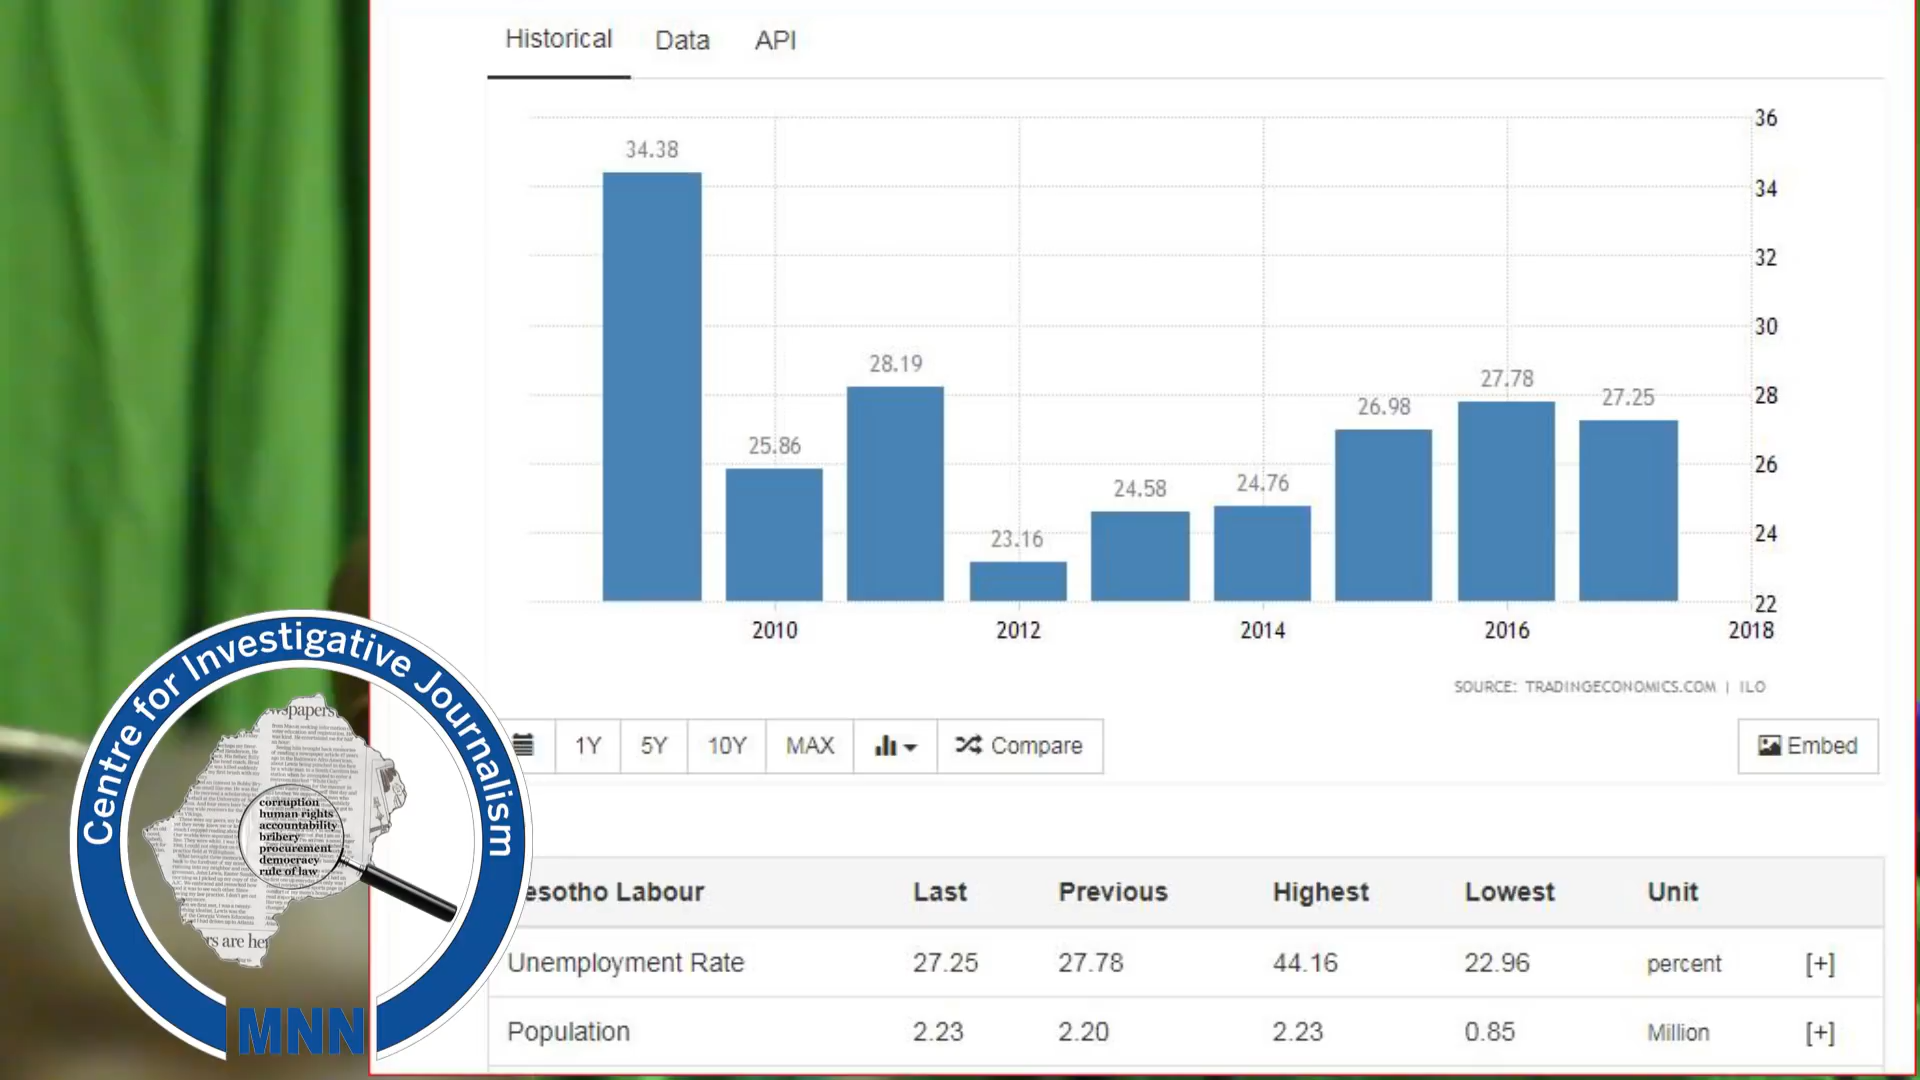 Historical Data API
36
34.38
34
32
30
28.19
27.78
28
26.98
27.25
25.86
26
24.58
24.76
24
23.16
22
2010 2012 2014 2016 2018
SOURCE: TRADINGECONOMICS.COM | ILO
1Y 5Y 10Y MAX Compare Embed
esotho Labour Last Previous Highest Lowest Unit
Unemployment Rate 27.25 27.78 44.16 22.96 percent [+]
Population 2.23 2.20 2.23 0.85 Million [+]
Centre for Investigative Journalism
wspapers
corruption
human rights
accountability
bribery
procurement
democracy
rule of law
rs are he
MNN